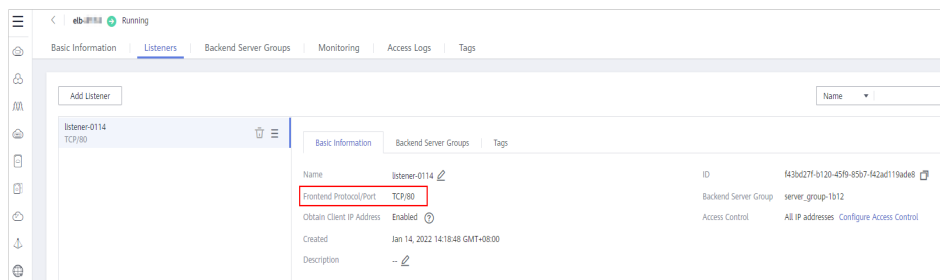 elb- Running
Basic Information Listeners Backend Server Groups Monitoring Access Logs Tags
Add Listener Name
listener-0114
TCP/80
Basic Information Backend Server Groups Tags
Name listener-0114 ID f43bd27f-b120-45f9-85b7-f42ad119ade8
Frontend Protocol/Port TCP/80 Backend Server Group server_group-1b12
Obtain Client IP Address Enabled Access Control All IP addresses Configure Access Control
Created Jan 14, 2022 14:18:48 GMT+08:00
Description --